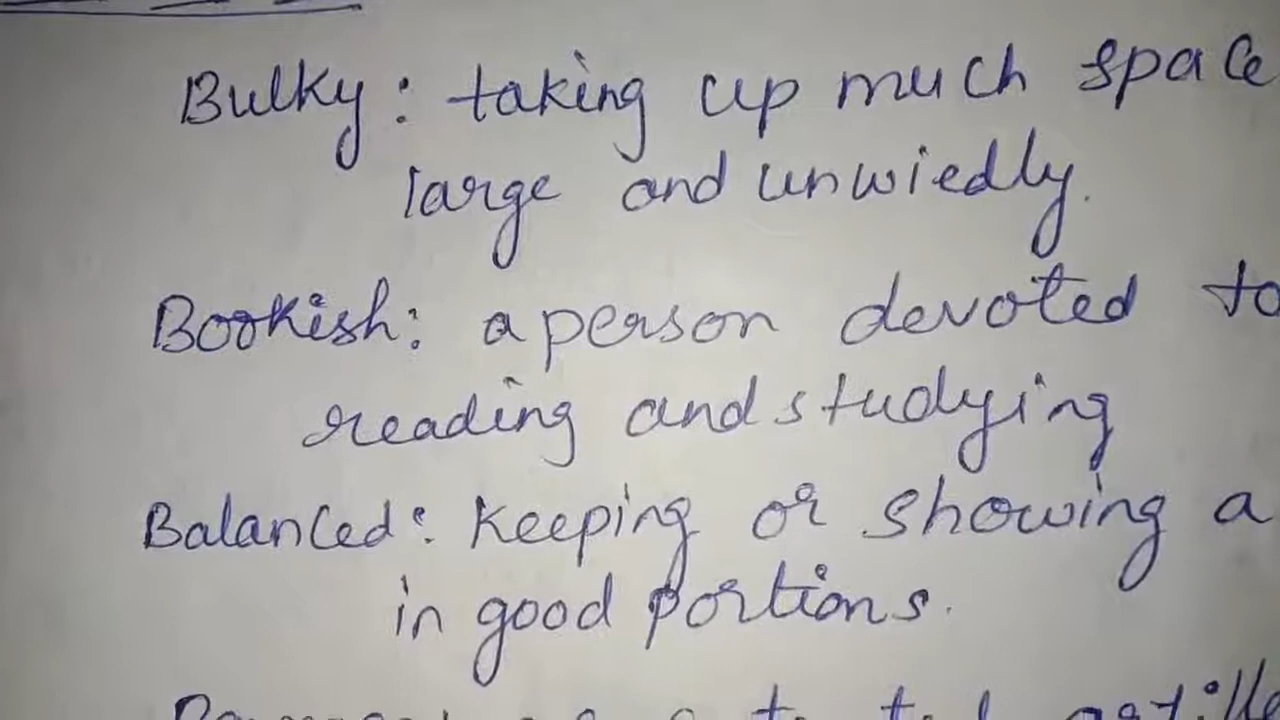 Bulky: taking up much space
large and unwiedly.
Bookish: a person devoted to
reading and studying
Balanced: Keeping or showing a
in good portions.